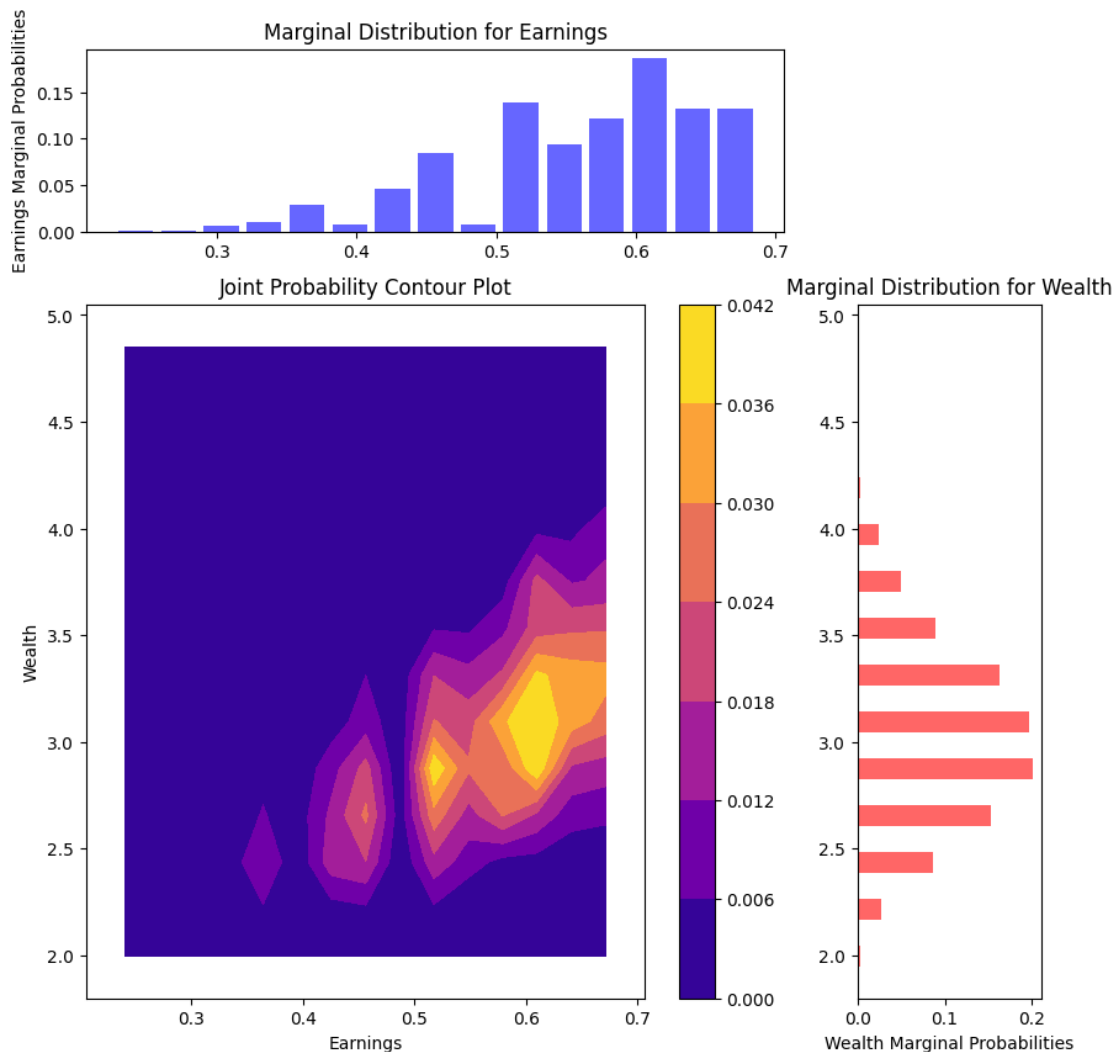 Marginal Distribution for Earnings
Earnings Marginal Probabilities
0.15
0.10
0.05
0.00
0.3 0.4 0.5 0.6 0.7
Joint Probability Contour Plot
Wealth
5.0
4.5
4.0
3.5
3.0
2.5
2.0
0.3 0.4 0.5 0.6 0.7
Earnings
0.042
0.036
0.030
0.024
0.018
0.012
0.006
0.000
Marginal Distribution for Wealth
5.0
4.5
4.0
3.5
3.0
2.5
2.0
0.0 0.1 0.2
Wealth Marginal Probabilities